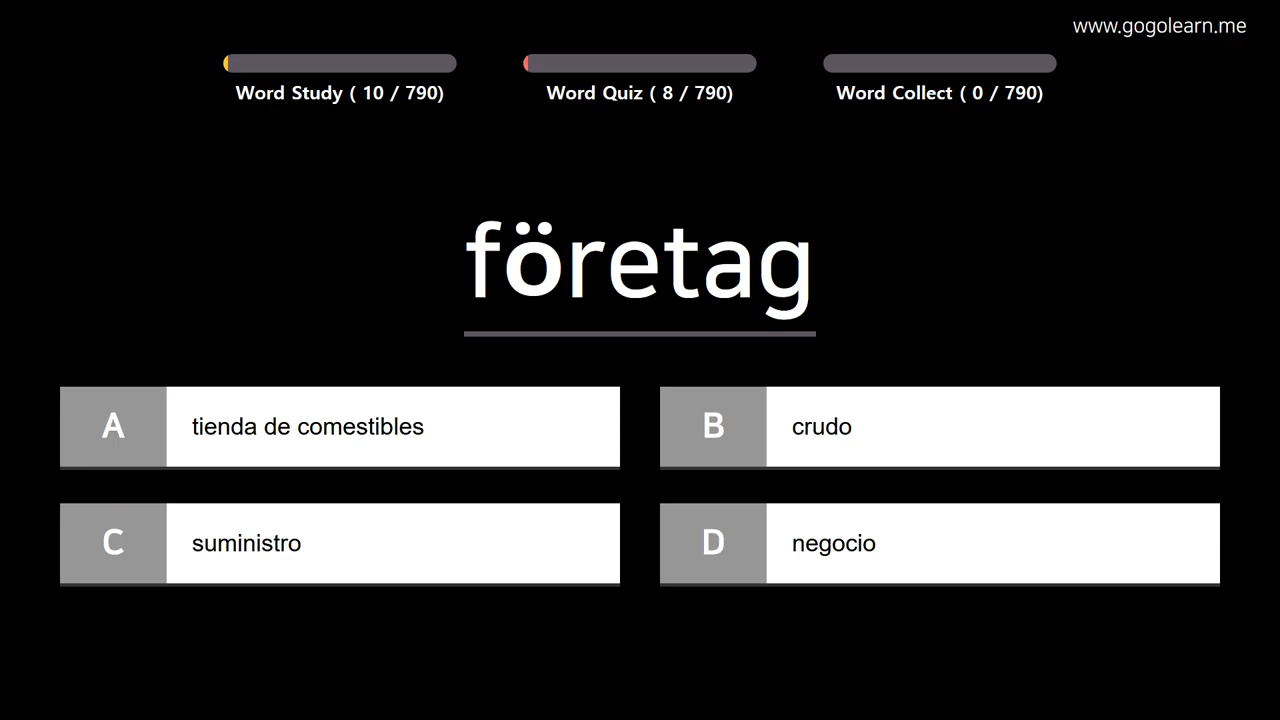 www.gogolearn.me
Word Study ( 10 / 790)
Word Quiz ( 8 / 790)
Word Collect ( 0 / 790)
företag
A tienda de comestibles
B crudo
C suministro
D negocio